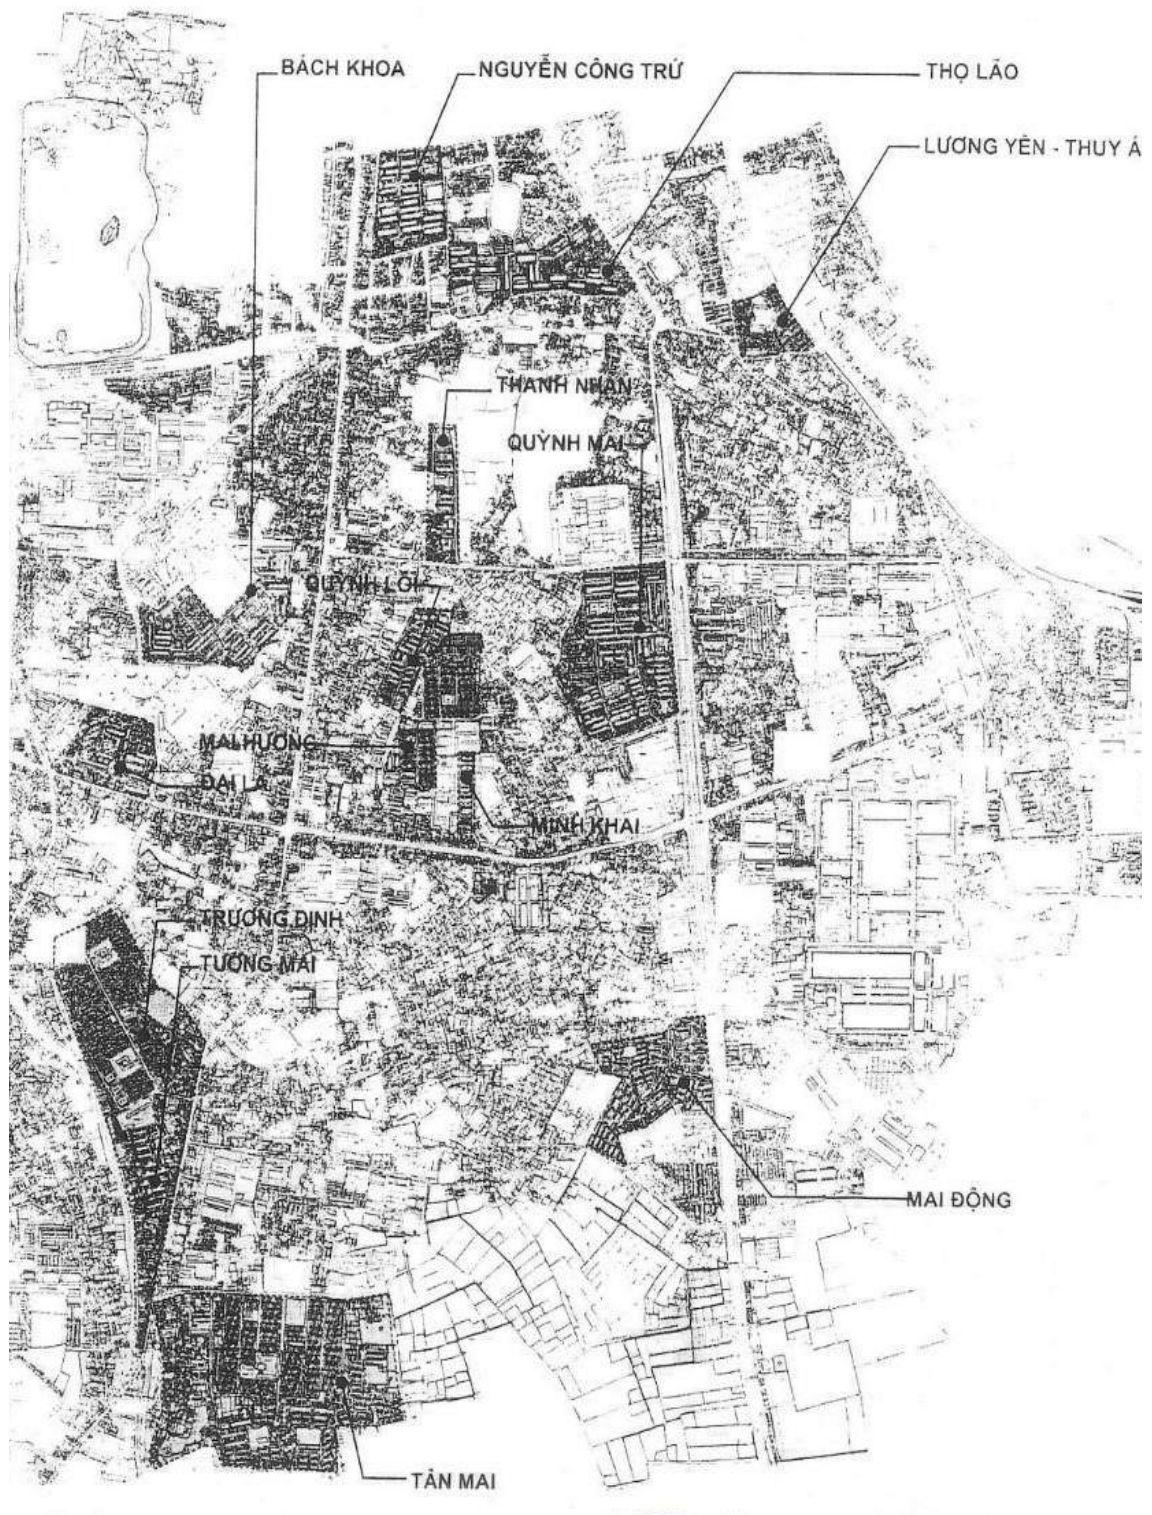 BÁCH KHOA
NGUYỄN CÔNG TRỨ
THỌ LÃO
LƯƠNG YÊN - THUY Á
THANH NHÀN
QUỲNH MAI
QUỲNH LÔI
MAI HƯƠNG
ĐẠI LA
MINH KHAI
TRƯƠNG ĐỊNH
TƯƠNG MAI
MAI ĐỘNG
TÂN MAI